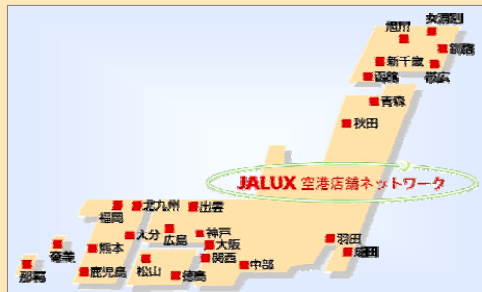 女満別
旭川
釧路
新千歳
帯広
函館
青森
秋田
JALUX 空港店舗ネットワーク
福岡
北九州
出雲
大分
広島
神戸
大阪
羽田
成田
奄美
熊本
関西
中部
那覇
鹿児島
松山
徳島